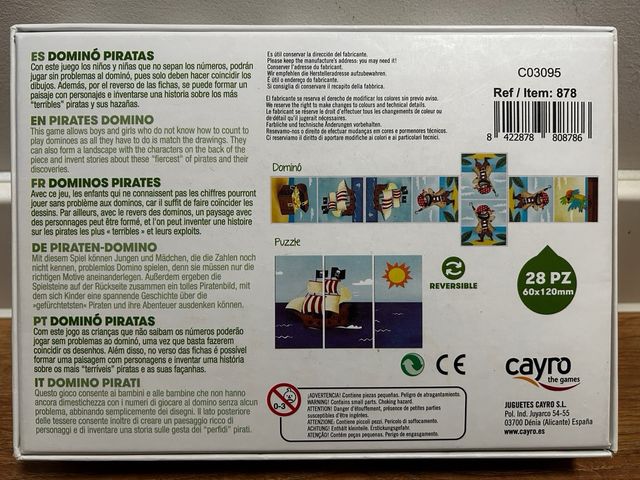 ES DOMINÓ PIRATAS
Con este juego los niños y niñas que no sepan los números, podrán
jugar sin problemas al dominó, pues solo deben hacer coincidir los
dibujos. Además, por el reverso de las fichas, se puede formar un
paisaje con personajes e inventarse una historia sobre los más
"terribles" piratas y sus hazañas.
EN PIRATES DOMINO
This game allows boys and girls who do not know how to count to
play dominoes as all they have to do is match the drawings. They
can also form a landscape with the characters on the back of the
piece and invent stories about these "fiercest" of pirates and their
discoveries.
FR DOMINOS PIRATES
Avec ce jeu, les enfants qui ne connaissent pas les chiffres pourront
jouer sans problème aux dominos, car il suffit de faire coïncider les
dessins. Par ailleurs, avec le revers des dominos, un paysage avec
des personnages peut être formé, et l'on peut inventer une histoire
sur les pirates les plus « terribles » et leurs exploits.
DE PIRATEN-DOMINO
Mit diesem Spiel können Jungen und Mädchen, die die Zahlen noch
nicht kennen, problemlos Domino spielen, denn sie müssen nur die
richtigen Motive aneinanderlegen. Außerdem ergeben die
Spielsteine auf der Rückseite zusammen ein tolles Piratenbild, mit
dem sich Kinder eine spannende Geschichte über die
»gefürchtetsten« Piraten und ihre Abenteuer ausdenken können.
PT DOMINÓ PIRATAS
Com este jogo as crianças que não saibam os números poderão
jogar sem problemas ao dominó, uma vez que basta fazerem
coincidir os desenhos. Além disso, no verso das fichas é possível
formar uma paisagem com personagens e inventar uma história
sobre os mais "terríveis" piratas e as suas façanhas.
IT DOMINO PIRATI
Questo gioco consente ai bambini e alle bambine che non hanno
ancora dimestichezza con i numeri di giocare al domino senza alcun
problema, abbinando semplicemente dei disegni. Il lato posteriore
delle tessere consente inoltre di creare un paesaggio ricco di
personaggi e di inventare una storia sulle gesta dei "perfidi" pirati.
Es útil conservar la dirección del fabricante.
Please keep the manufacture's address: you may need it!
Conserver l'adresse du fabricant.
Wir empfehlen die Herstelleradresse aufzubewahren.
É útil o endereço do fabricante.
Si consiglia di conservare il recapito della fabbrica.
El fabricante se reserva el derecho de modificar los colores sin previo aviso.
We reserve the right to make changes to colours and technical details.
Le fabricant se réserve le droit d'effectuer tous les changements de couleur ou
de détail qu'il jugerait nécessaires.
Farbliche und technische Änderungen vorbehalten.
Reservamo-nos o direito de efectuar mudanças em cores e pormenores técnicos.
Ci riserviamo il diritto di apportare modifiche ai colori e ai particolari tecnici.
C03095
Ref / Item: 878
8 422878 808786
Dominó
Puzzle
REVERSIBLE
28 PZ
60x120mm
CE
cayro
the games
0-3
¡ADVERTENCIA! Contiene piezas pequeñas. Peligro de atragantamiento.
WARNING! Contains small parts. Choking hazard.
ATTENTION! Danger d'étouffement, présence de petites parties
susceptibles d'être ingérées.
ATTENZIONE: Contiene piccoli pezzi. Pericolo di soffocamento.
ACHTUNG! Enthält kleinteile. Erstickungsgefahr.
ATENÇÃO! Contém peças pequenas. Perigo de engasgamento.
JUGUETES CAYRO S.L.
Pol. Ind. Juyarco 54-55
03700 Dénia (Alicante) España
www.cayro.es